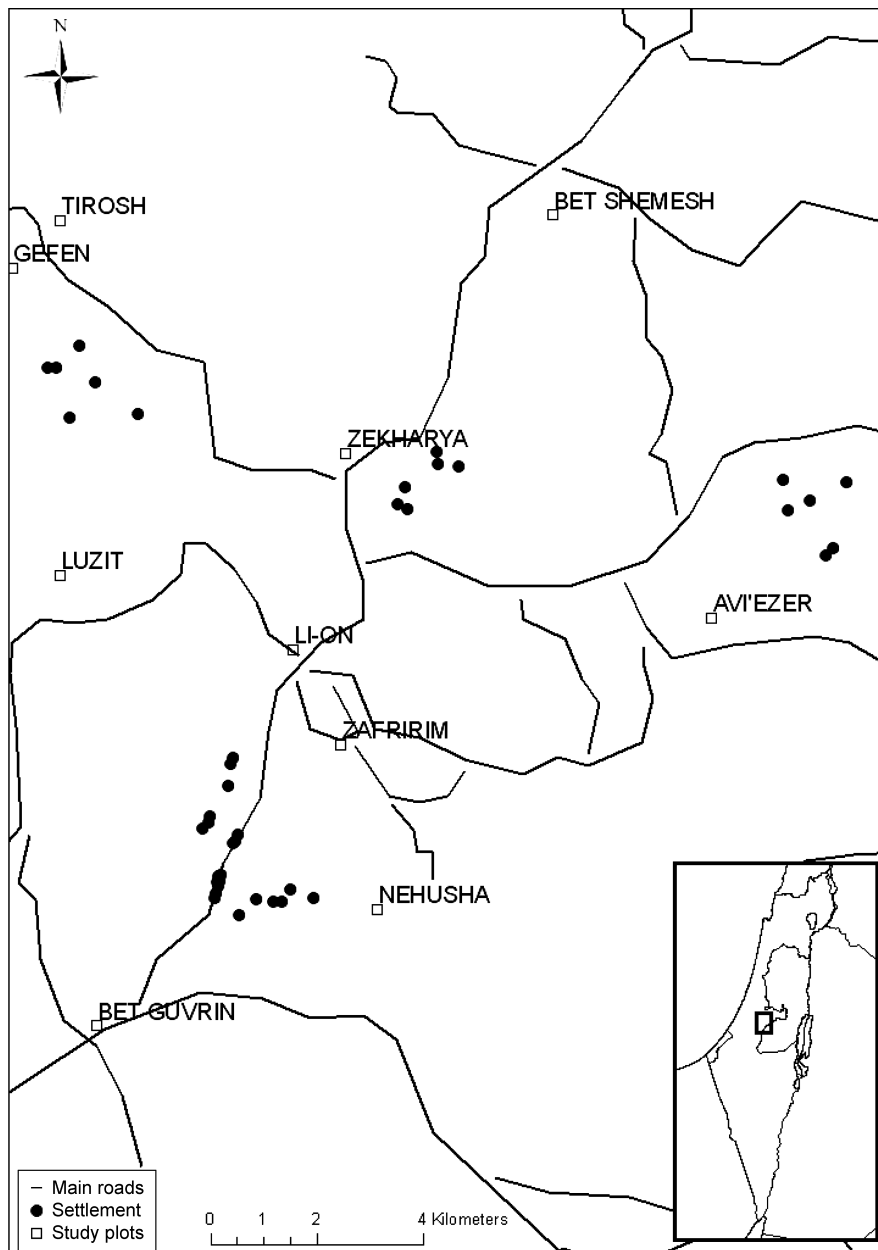 N
TIROSH
BET SHEMESH
GEFEN
ZEKHARYA
LUZIT
AVI'EZER
LI-ON
ZAFRIRIM
NEHUSHA
BET GUVRIN
Main roads
Settlement
Study plots
0 1 2 4 Kilometers